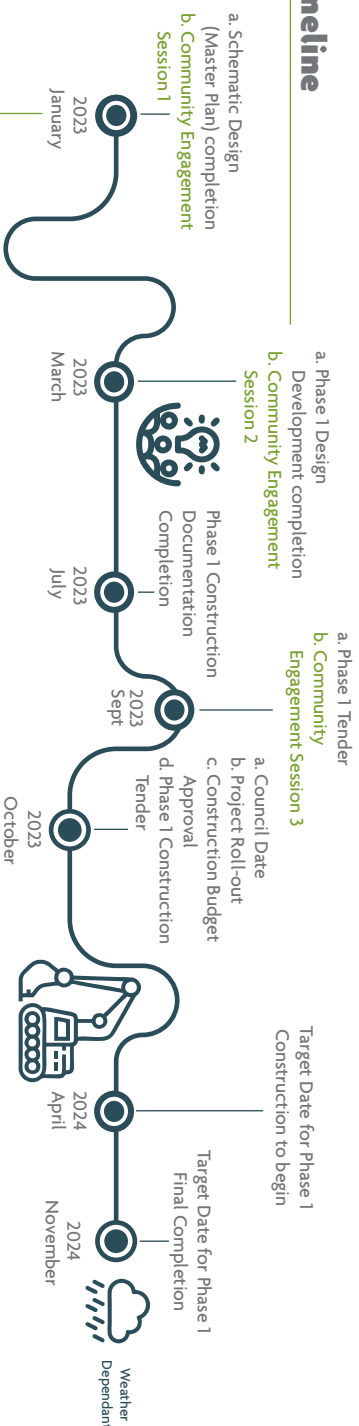 neline
a. Schematic Design
(Master Plan) completion
b. Community Engagement
Session 1
2023
January
a. Phase 1 Design
Development completion
b. Community Engagement
Session 2
2023
March
Phase 1 Construction
Documentation
Completion
2023
July
a. Phase 1 Tender
b. Community
Engagement Session 3
2023
Sept
a. Council Date
b. Project Roll-out
c. Construction Budget
Approval
d. Phase 1 Construction
Tender
2023
October
Target Date for Phase 1
Construction to begin
2024
April
Target Date for Phase 1
Final Completion
2024
November
Weather
Dependant